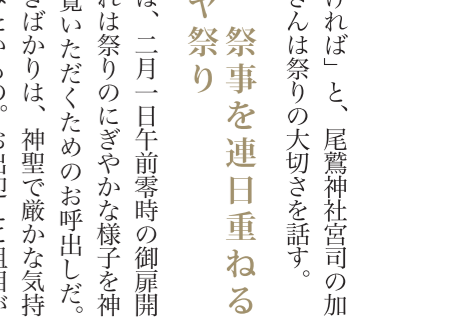 ければ」と、尾鷲神社宮司の加
さんは祭りの大切さを話す。
祭事を連日重ねる
ヤ祭り
は、二月一日午前零時の御扉開
れは祭りのにぎやかな様子を神
覧いただくためのお呼出しだ。
きばかりは、神聖で厳かな気持